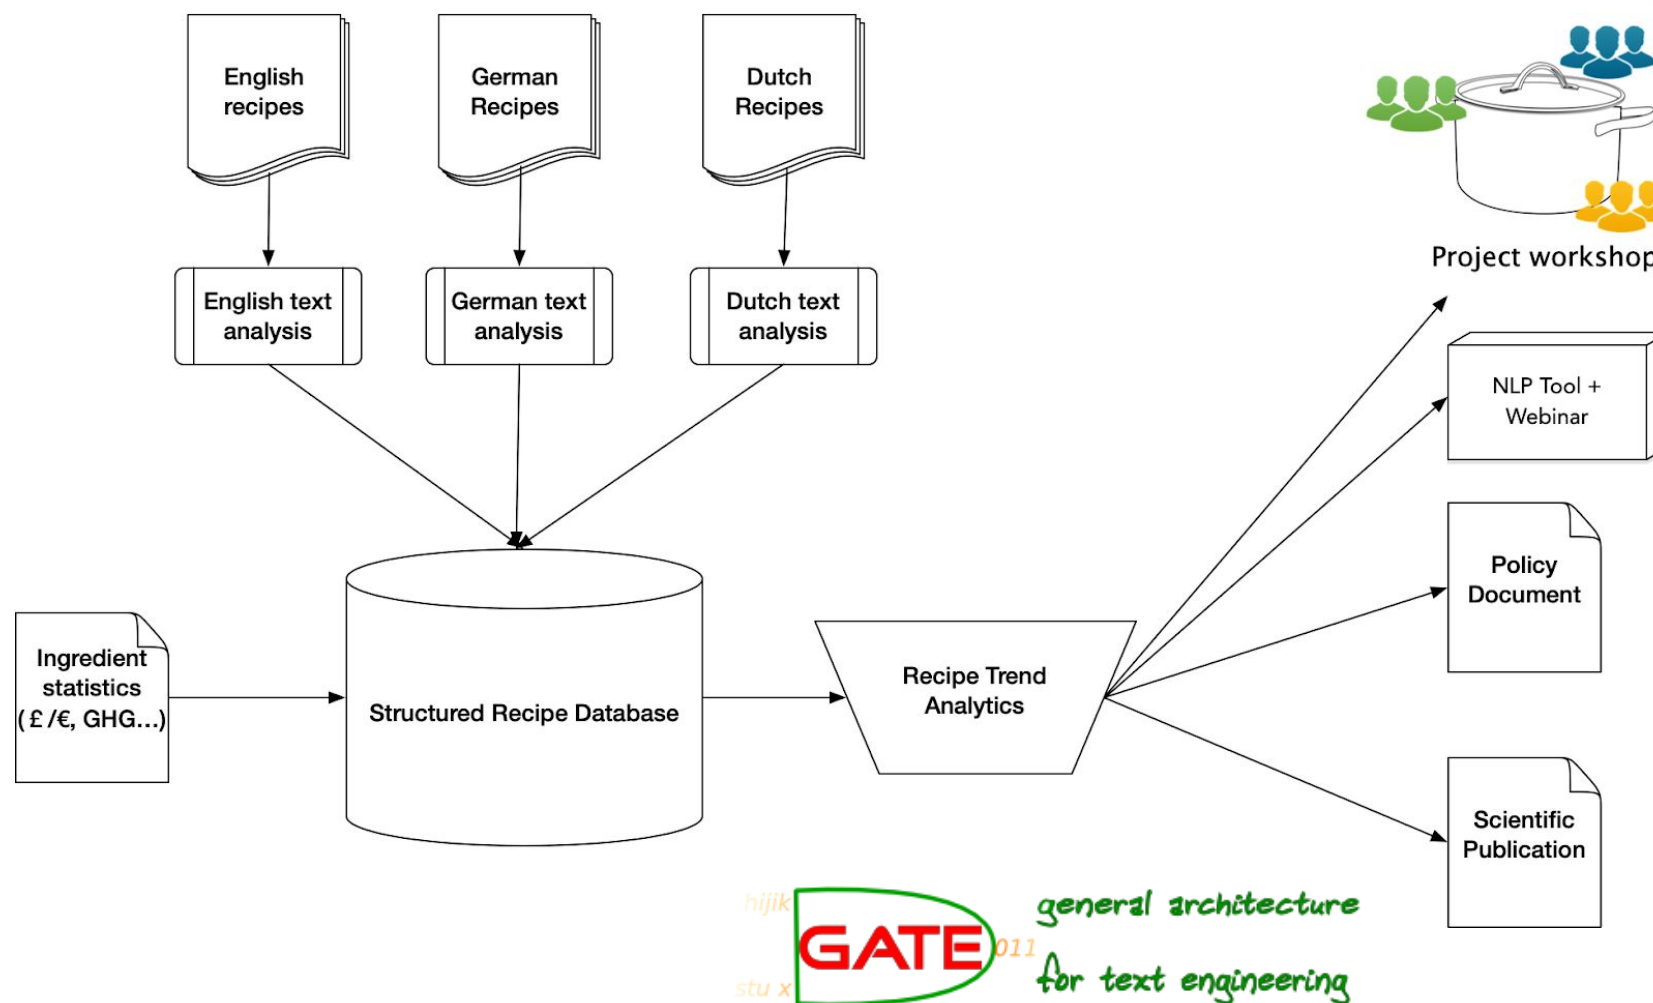 English
recipes
German
Recipes
Dutch
Recipes
English text
analysis
German text
analysis
Dutch text
analysis
Project workshop
NLP Tool +
Webinar
Policy
Document
Ingredient
statistics
(£/€, GHG...)
Structured Recipe Database
Recipe Trend
Analytics
Scientific
Publication
hijik
GATE
011
stu x
general architecture
for text engineering